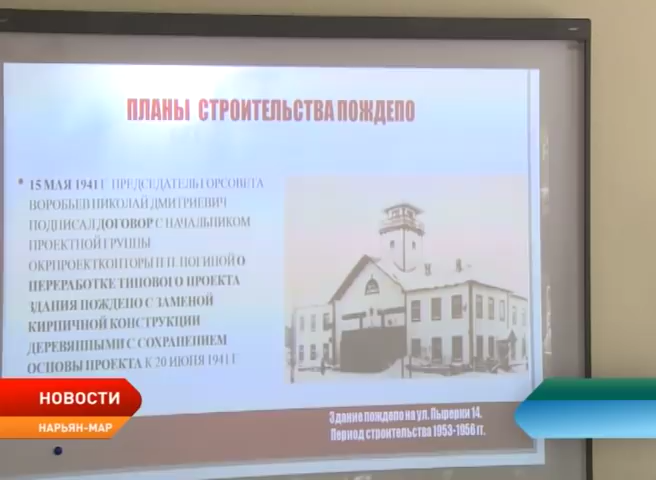 ПЛАНЫ СТРОИТЕЛЬСТВА ПОЖДЕПО
• 15 МАЯ 1941 Г. ПРЕДСЕДАТЕЛЬ ГОРСОВЕТА
ВОРОБЬЕВ НИКОЛАЙ ДМИТРИЕВИЧ
ПОДПИСАЛ ДОГОВОР С НАЧАЛЬНИКОМ
ПРОЕКТНОЙ ГРУППЫ
ОКРПРОЕКТКОНТОРЫ П.П. НОГИНОЙ О
ПЕРЕРАБОТКЕ ТИПОВОГО ПРОЕКТА
ЗДАНИЯ ПОЖДЕПО С ЗАМЕНОЙ
КИРПИЧНОЙ КОНСТРУКЦИИ
ДЕРЕВЯННЫМИ С СОХРАНЕНИЕМ
ОСНОВЫ ПРОЕКТА К 20 ИЮНЯ 1941 Г
Здание пождепо на ул. Пырерки 14.
Период строительства 1953-1956 гг.
НОВОСТИ
НАРЬЯН-МАР